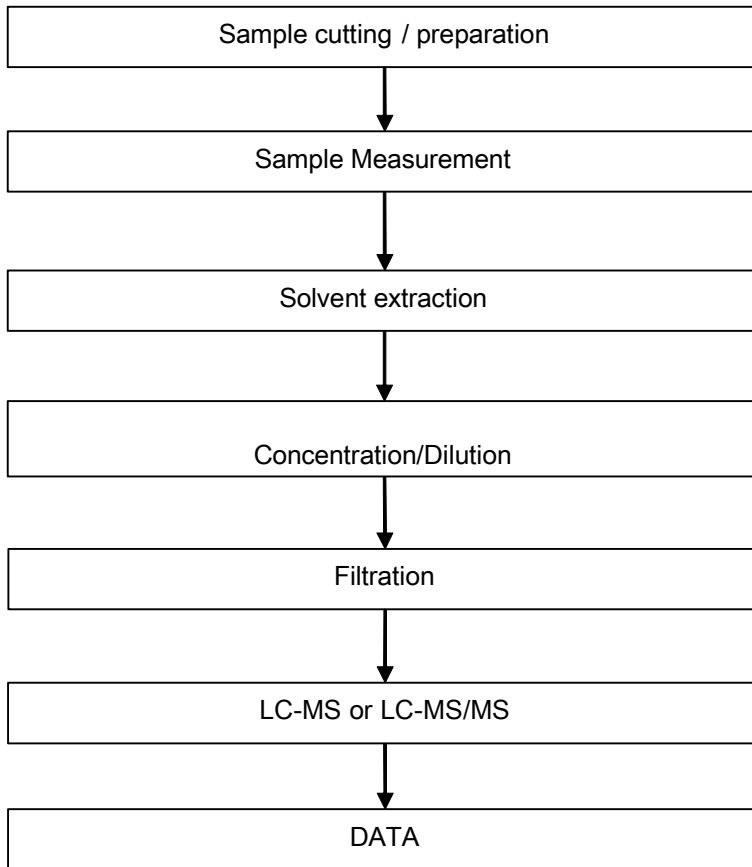 Sample cutting / preparation
Sample Measurement
Solvent extraction
Concentration/Dilution
Filtration
LC-MS or LC-MS/MS
DATA